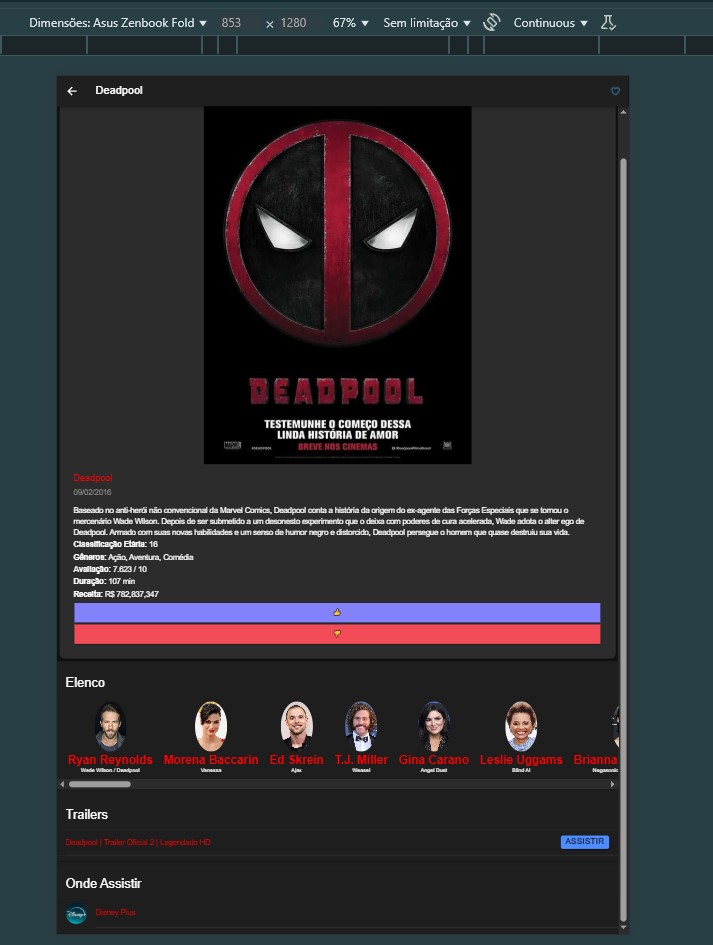 Dimensões: Asus Zenbook Fold ▼ 853 × 1280 67% ▼ Sem limitação ▼ Continuous ▼
← Deadpool
DEADPOOL
TESTEMUNHE O COMEÇO DESSA
LINDA HISTÓRIA DE AMOR
MARVEL BREVE NOS CINEMAS
Deadpool
09/02/2016
Baseado no anti-herói não convencional da Marvel Comics, Deadpool conta a história da origem do ex-agente das Forças Especiais que se tornou o
mercenário Wade Wilson. Depois de ser submetido a um desonesto experimento que o deixa com poderes de cura acelerada, Wade adota o alter ego de
Deadpool. Armado com suas novas habilidades e um senso de humor negro e distorcido, Deadpool persegue o homem que quase destruiu sua vida.
Classificação Etária: 16
Gêneros: Ação, Aventura, Comédia
Avaliação: 7.623 / 10
Duração: 107 min
Receita: R$ 782,837,347
Elenco
Ryan Reynolds Morena Baccarin Ed Skrein T.J. Miller Gina Carano Leslie Uggams Brianna
Wade Wilson / Deadpool Vanessa Ajax Weasel Angel Dust Blind Al Negasonic
Trailers
Deadpool | Trailer Oficial 2 | Legendado HD ASSISTIR
Onde Assistir
Disney+ Disney Plus